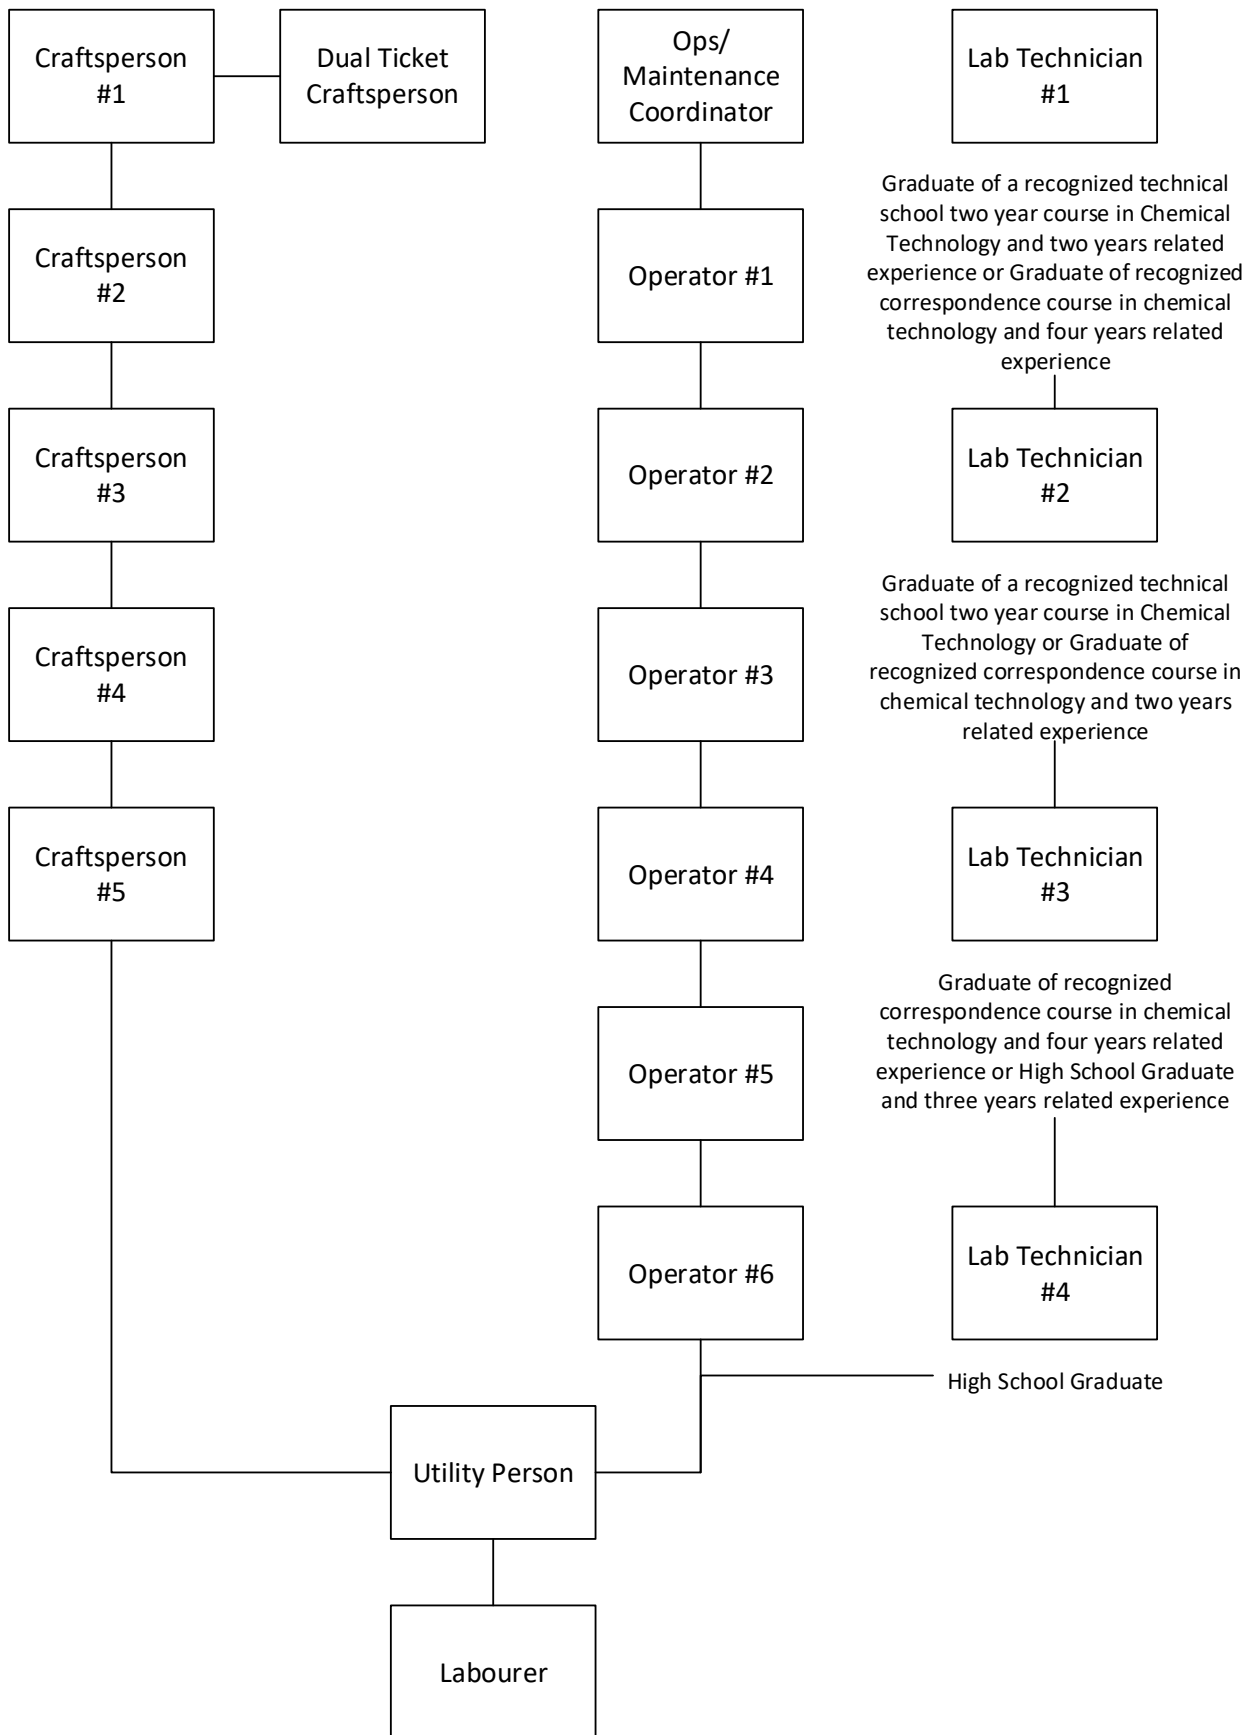 Craftsperson
#1
Dual Ticket
Craftsperson
Ops/
Maintenance
Coordinator
Lab Technician
#1
Graduate of a recognized technical
school two year course in Chemical
Technology and two years related
experience or Graduate of recognized
correspondence course in chemical
technology and four years related
experience
Craftsperson
#2
Operator #1
Craftsperson
#3
Operator #2
Lab Technician
#2
Graduate of a recognized technical
school two year course in Chemical
Technology or Graduate of
recognized correspondence course in
chemical technology and two years
related experience
Craftsperson
#4
Operator #3
Craftsperson
#5
Operator #4
Lab Technician
#3
Graduate of recognized
correspondence course in chemical
technology and four years related
experience or High School Graduate
and three years related experience
Operator #5
Operator #6
Lab Technician
#4
High School Graduate
Utility Person
Labourer